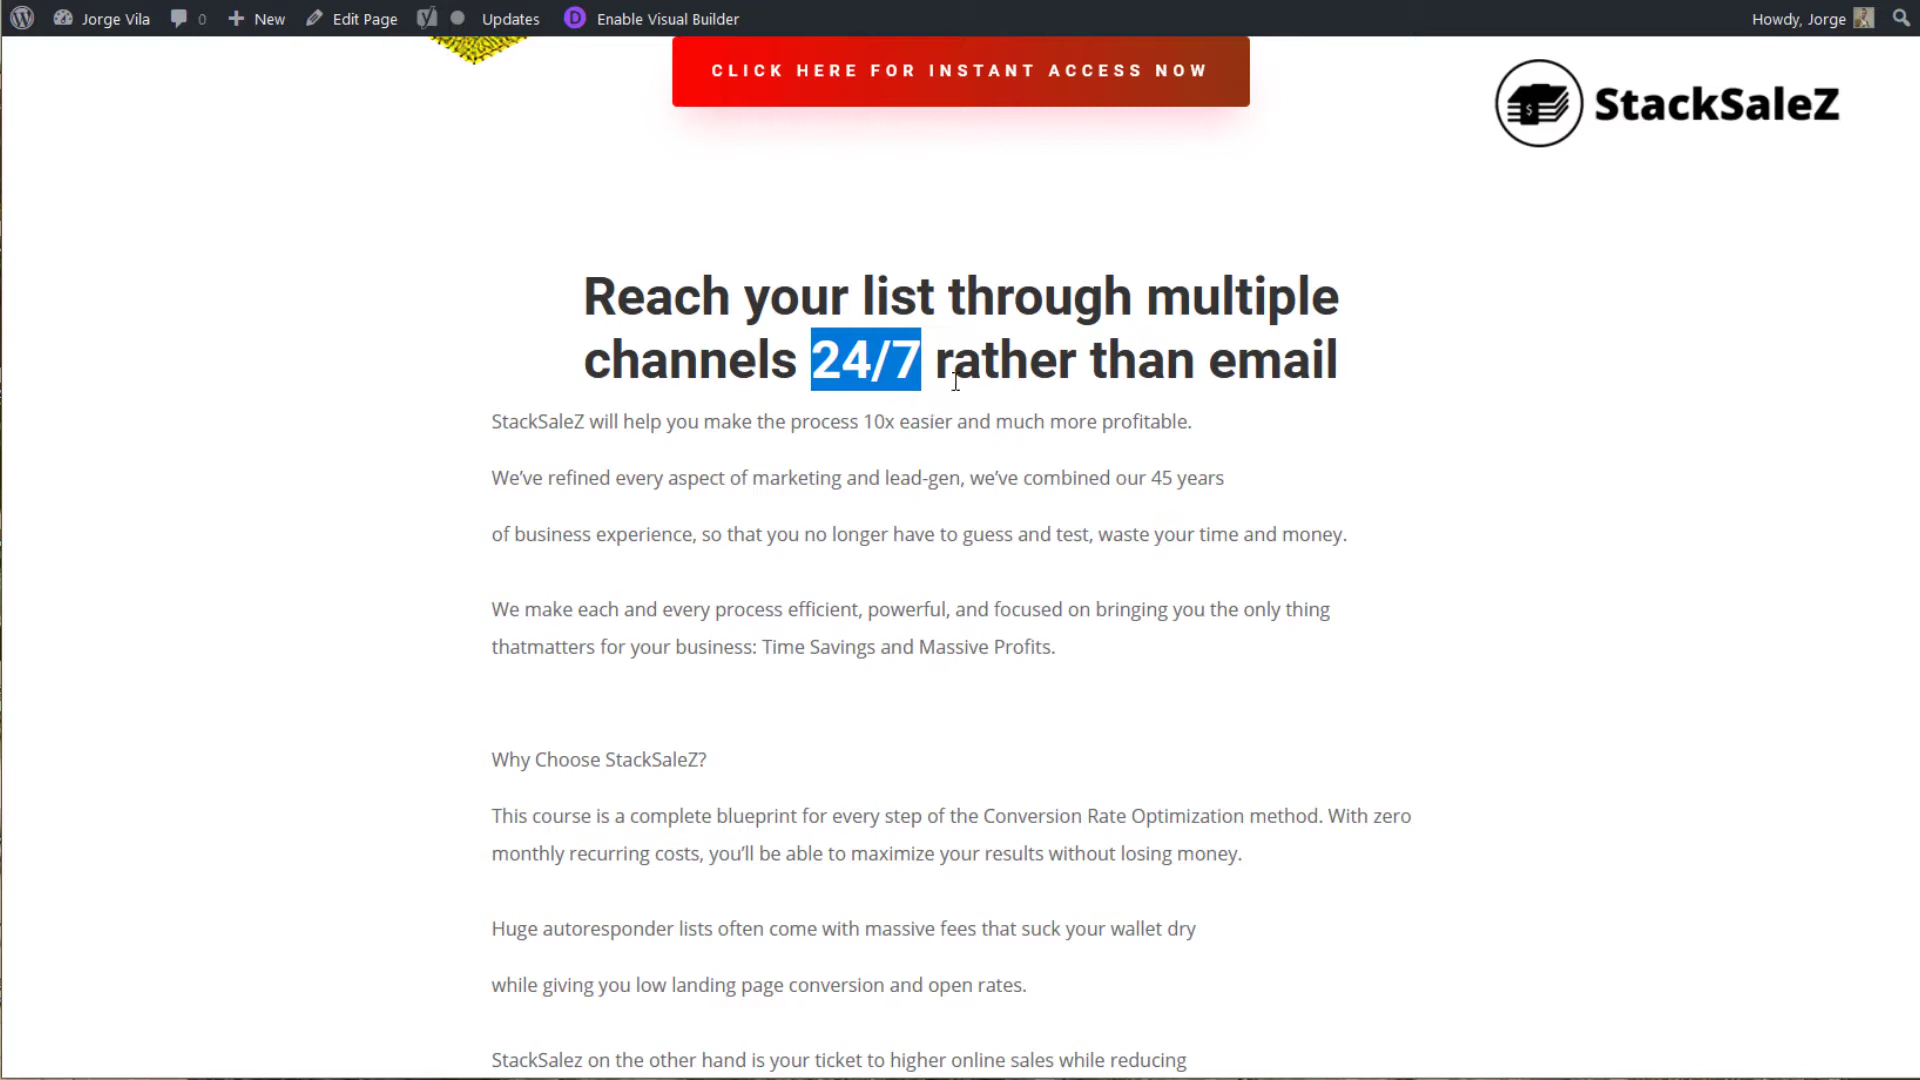 Jorge Vila 0 New Edit Page Updates D Enable Visual Builder Howdy, Jorge
CLICK HERE FOR INSTANT ACCESS NOW
$ StackSaleZ
Reach your list through multiple
channels 24/7 rather than email
StackSaleZ will help you make the process 10x easier and much more profitable.
We’ve refined every aspect of marketing and lead-gen, we’ve combined our 45 years
of business experience, so that you no longer have to guess and test, waste your time and money.
We make each and every process efficient, powerful, and focused on bringing you the only thing
thatmatters for your business: Time Savings and Massive Profits.
Why Choose StackSaleZ?
This course is a complete blueprint for every step of the Conversion Rate Optimization method. With zero
monthly recurring costs, you’ll be able to maximize your results without losing money.
Huge autoresponder lists often come with massive fees that suck your wallet dry
while giving you low landing page conversion and open rates.
StackSalez on the other hand is your ticket to higher online sales while reducing